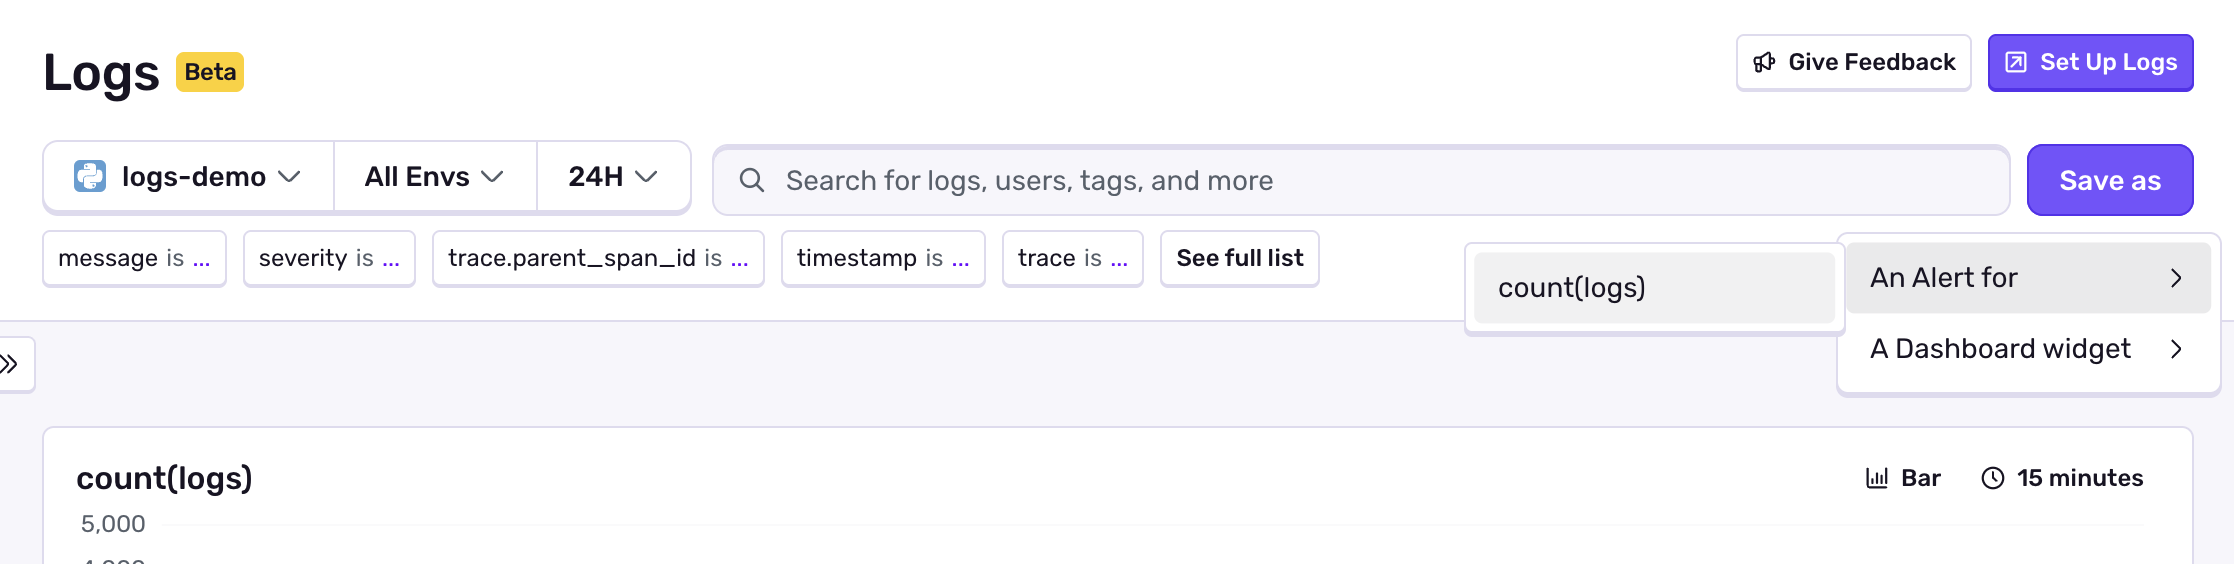 Logs Beta
Give Feedback
Set Up Logs
logs-demo
All Envs
24H
Search for logs, users, tags, and more
Save as
message is ...
severity is ...
trace.parent_span_id is ...
timestamp is ...
trace is ...
See full list
count(logs)
An Alert for
A Dashboard widget
count(logs)
Bar
15 minutes
5,000